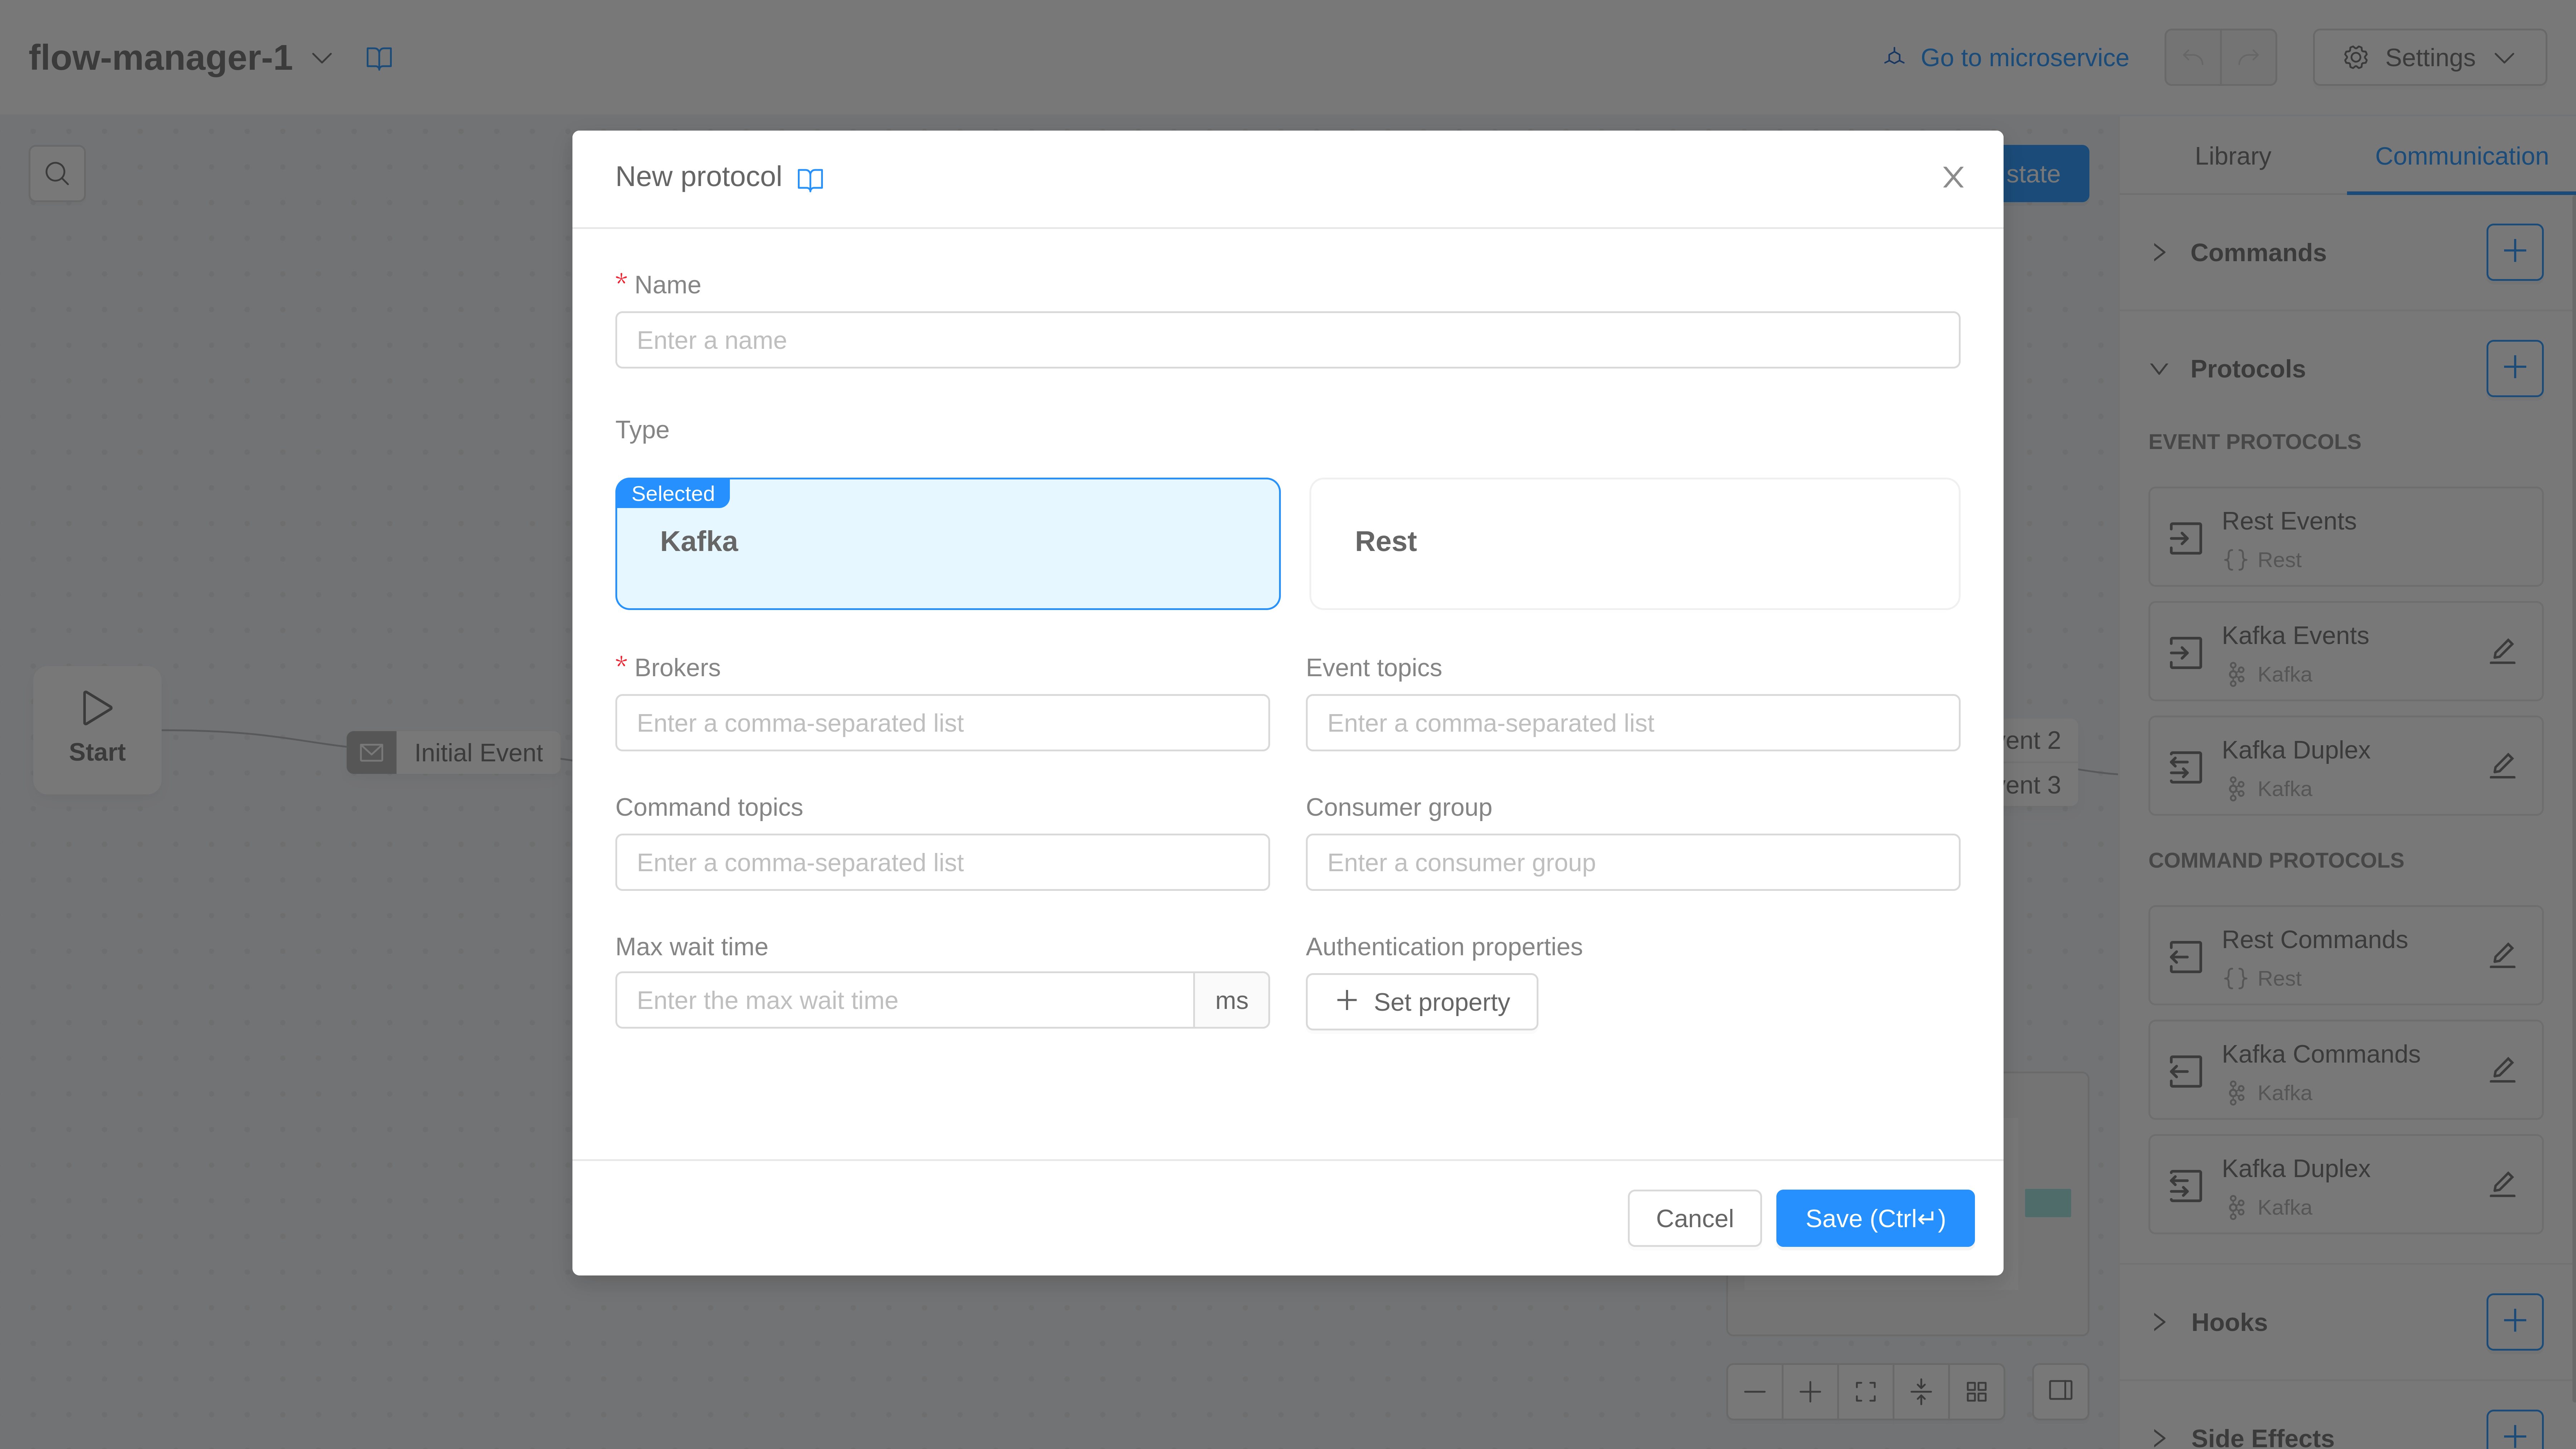 flow-manager-1
Go to microservice
Settings
state
Library
Communication
New protocol
* Name
Enter a name
Type
Selected
Kafka
Rest
* Brokers
Enter a comma-separated list
Event topics
Enter a comma-separated list
Command topics
Enter a comma-separated list
Consumer group
Enter a consumer group
Max wait time
Enter the max wait time
ms
Authentication properties
Set property
Cancel
Save (Ctrl↵)
Start
Initial Event
ent 2
ent 3
Commands
Protocols
EVENT PROTOCOLS
Rest Events
{} Rest
Kafka Events
Kafka
Kafka Duplex
Kafka
COMMAND PROTOCOLS
Rest Commands
{} Rest
Kafka Commands
Kafka
Kafka Duplex
Kafka
Hooks
Side Effects